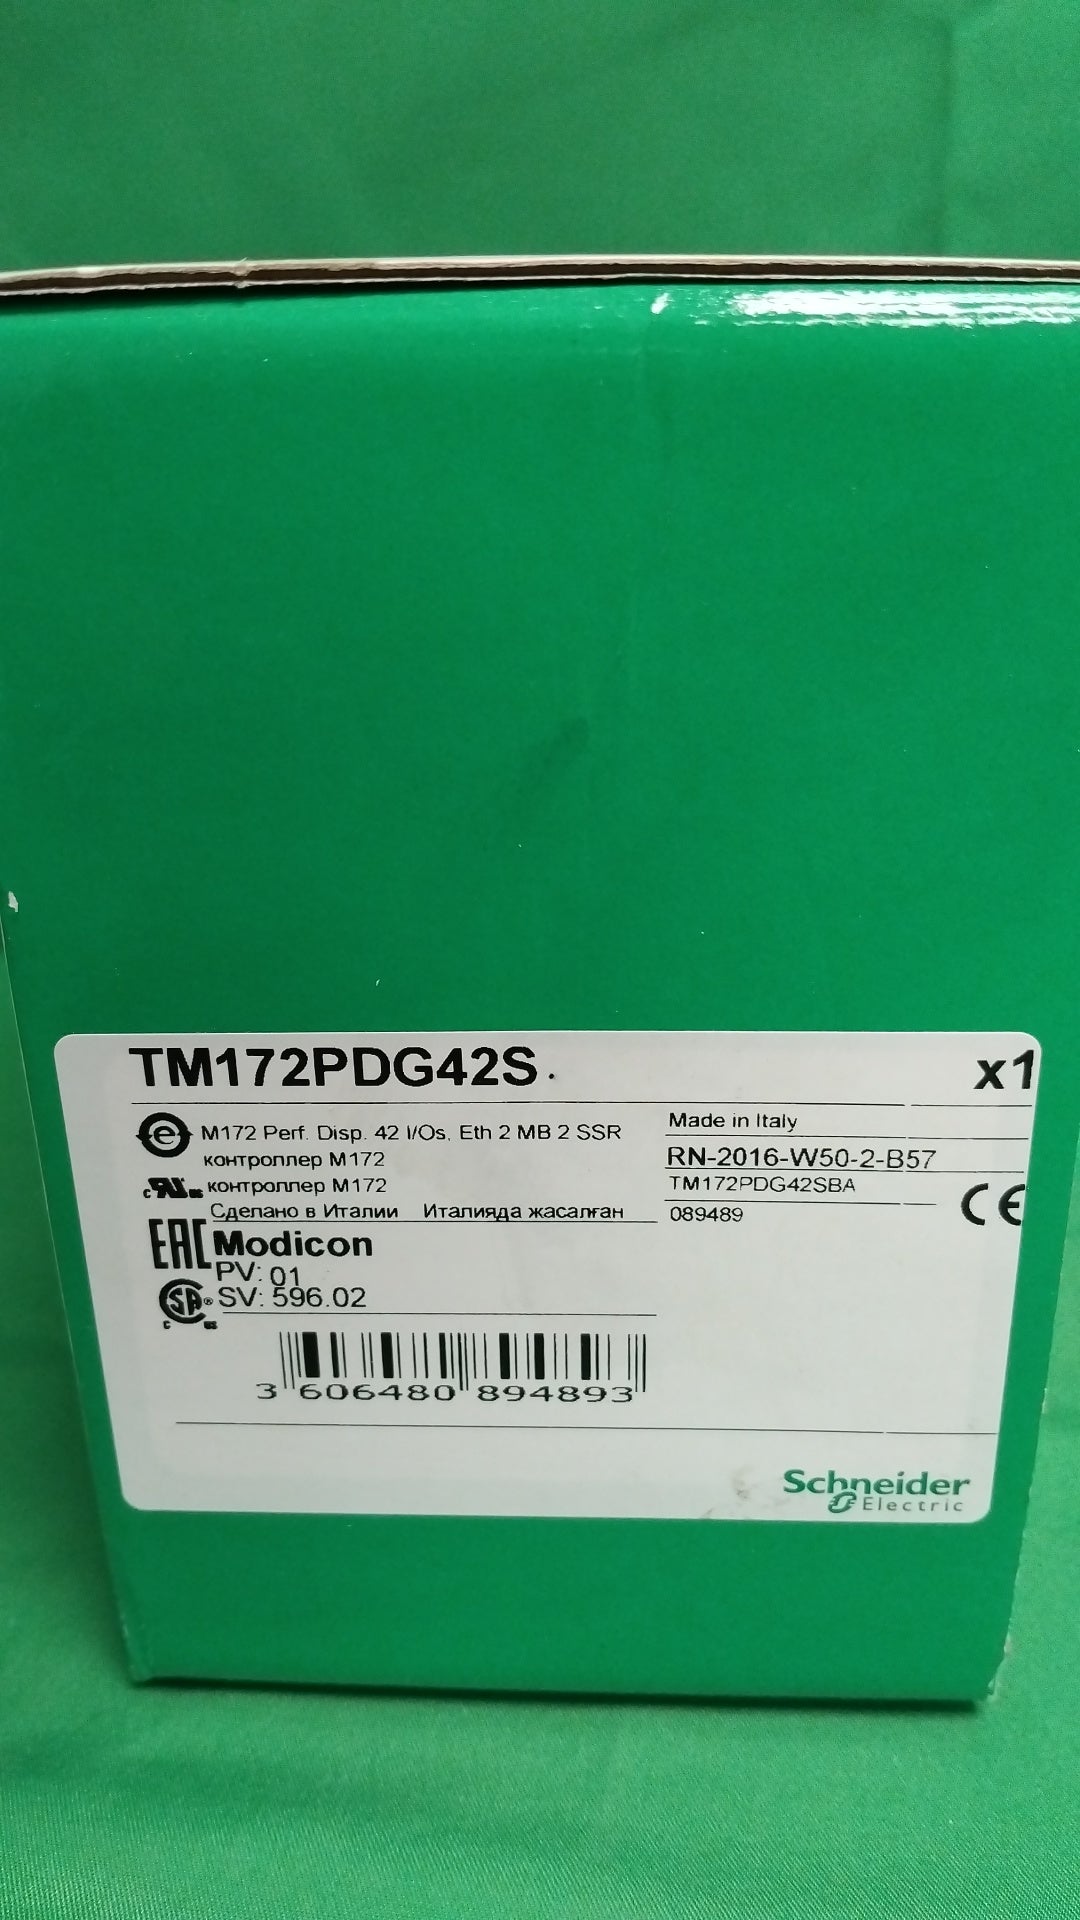 TM172PDG42S.
x1
M172 Perf. Disp. 42 I/Os, Eth 2 MB 2 SSR
контроллер M172
контроллер M172
Сделано в Италии Италияда жасалған
Made in Italy
RN-2016-W50-2-B57
TM172PDG42SBA
089489
CE
EAC
Modicon
PV: 01
SV: 596.02
3 606480 894893
Schneider
Electric